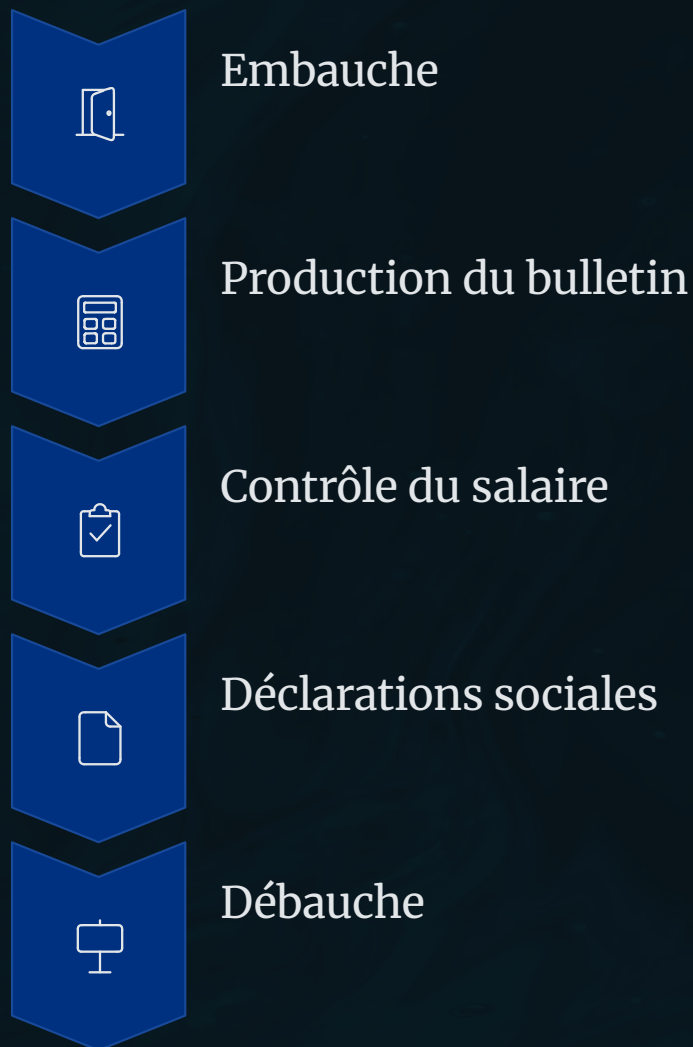 Embauche
Production du bulletin
Contrôle du salaire
Déclarations sociales
Débauche